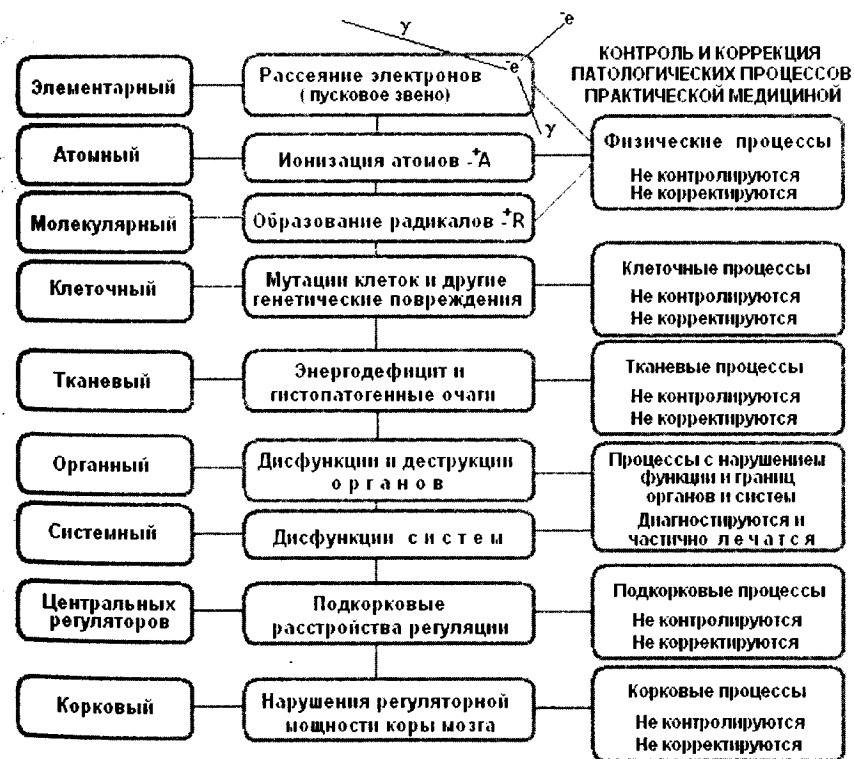 γ
-e
КОНТРОЛЬ И КОРРЕКЦИЯ
ПАТОЛОГИЧЕСКИХ ПРОЦЕССОВ
ПРАКТИЧЕСКОЙ МЕДИЦИНОЙ
Элементарный
Рассеяние электронов
( пусковое звено)
-e
γ
Атомный
Ионизация атомов -+A
Физические процессы
Не контролируются
Не корректируются
Молекулярный
Образование радикалов -+R
Клеточный
Мутации клеток и другие
генетические повреждения
Клеточные процессы
Не контролируются
Не корректируются
Тканевый
Энергодефицит и
гистопатогенные очаги
Тканевые процессы
Не контролируются
Не корректируются
Органный
Дисфункции и деструкции
органов
Процессы с нарушением
функции и границ
органов и систем
Диагностируются и
частично лечатся
Системный
Дисфункции систем
Центральных
регуляторов
Подкорковые
расстройства регуляции
Подкорковые процессы
Не контролируются
Не корректируются
Корковый
Нарушения регуляторной
мощности коры мозга
Корковые процессы
Не контролируются
Не корректируются